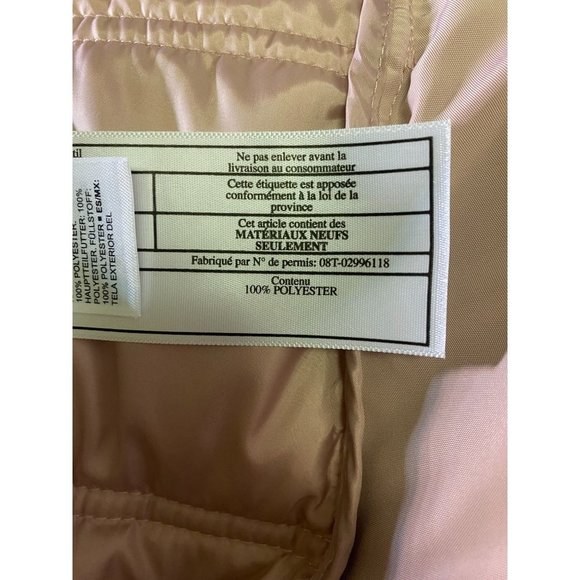 til
Ne pas enlever avant la
livraison au consommateur
Cette étiquette est apposée
conformément à la loi de la
province
Cet article contient des
MATÉRIAUX NEUFS
SEULEMENT
Fabriqué par N° de permis: 08T-02996118
Contenu
100% POLYESTER
100% POLYESTER.
HAUPTTEILFUTTER: 100%
POLYESTER. FÜLLSTOFF:
100% POLYESTER ■ ES/MX:
TELA EXTERIOR DEL